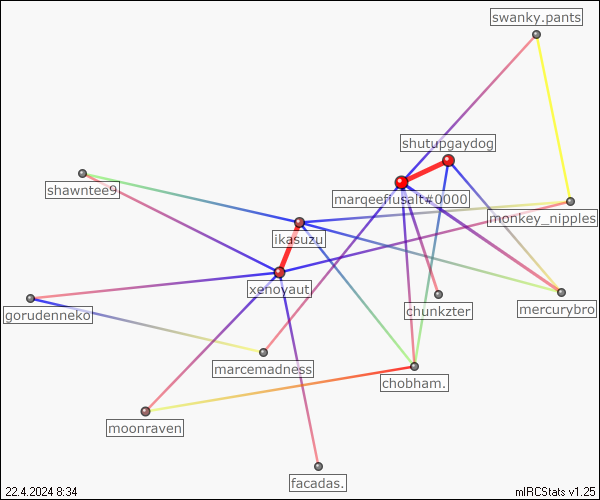 swanky.pants
shutupgaydog
shawntee9
marqeeflusalt#0000
monkey_nipples
ikasuzu
xenoyaut
gorudenneko
chunkzter
mercurybro
marcemadness
chobham.
moonraven
facadas.
22.4.2024 8:34
mIRCStats v1.25